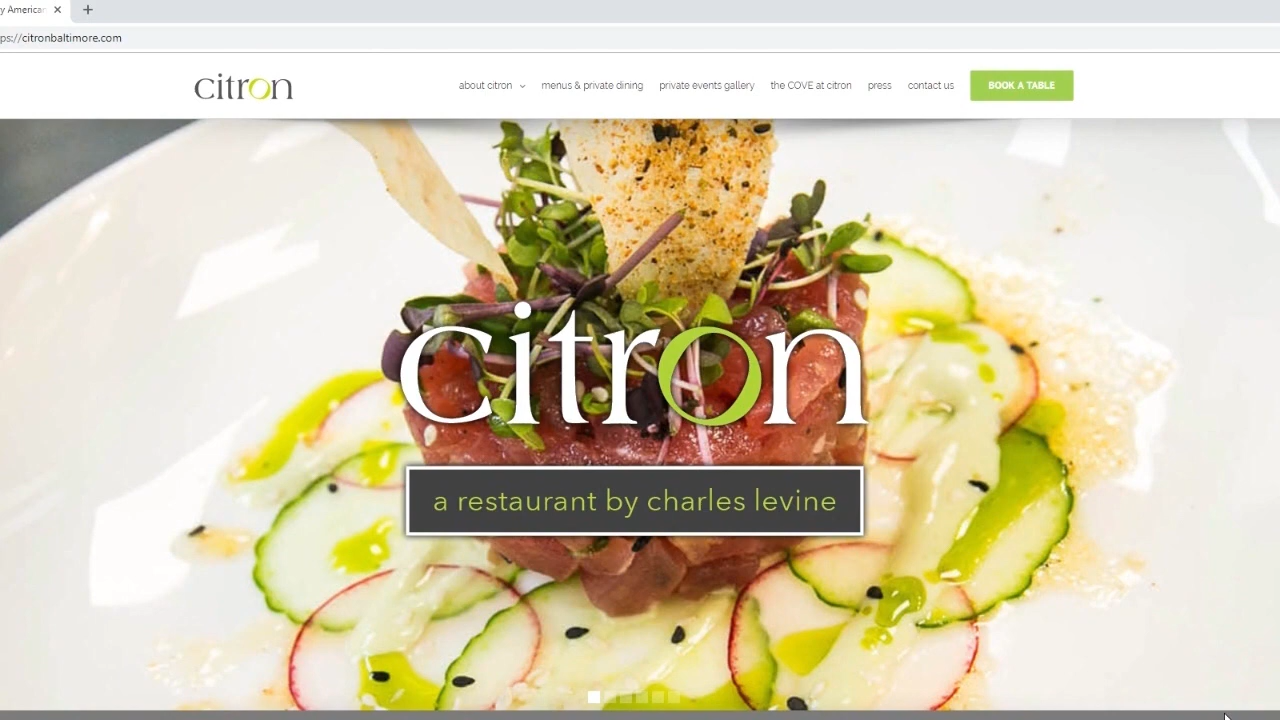 y America
ps://citronbaltimore.com
citron
about citron
menus & private dining
private events gallery
the COVE at citron
press
contact us
BOOK A TABLE
citron
a restaurant by charles levine